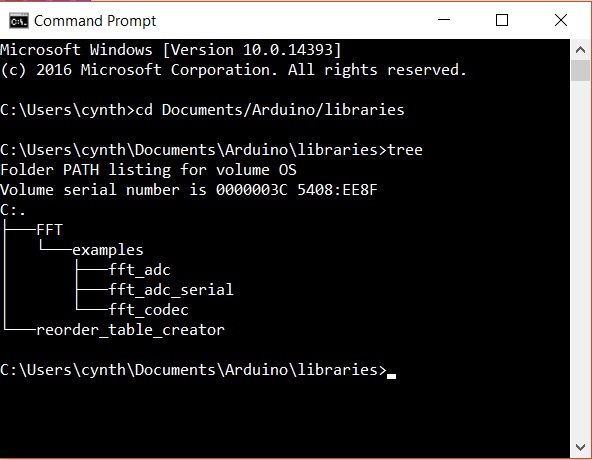 Command Prompt
Microsoft Windows [Version 10.0.14393]
(c) 2016 Microsoft Corporation. All rights reserved.
C:\Users\cynth>cd Documents/Arduino/libraries
C:\Users\cynth\Documents\Arduino\libraries>tree
Folder PATH listing for volume OS
Volume serial number is 0000003C 5408:EE8F
C:.
├───FFT
│   └───examples
│       ├───fft_adc
│       ├───fft_adc_serial
│       └───fft_codec
└───reorder_table_creator
C:\Users\cynth\Documents\Arduino\libraries>